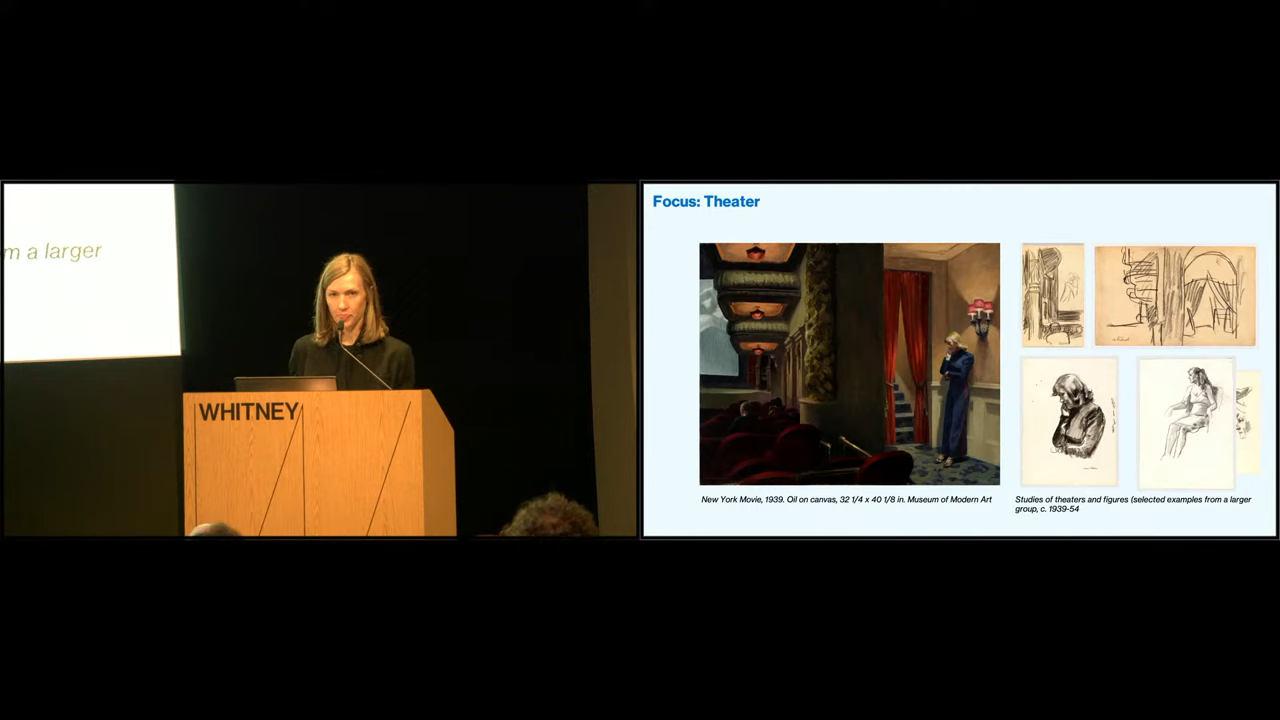 m a larger
WHITNEY
Focus: Theater
New York Movie, 1939. Oil on canvas, 32 1/4 x 40 1/8 in. Museum of Modern Art
Studies of theaters and figures (selected examples from a larger
group, c. 1939-54